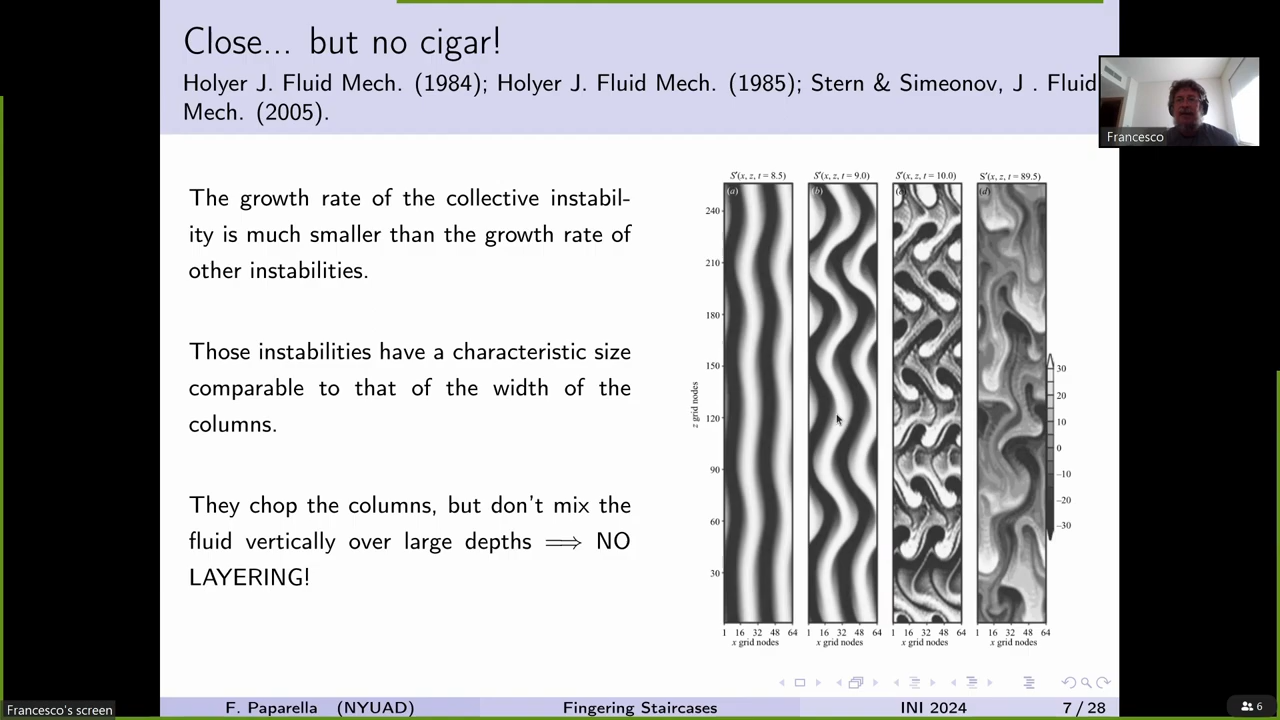 Close... but no cigar!
Holyer J. Fluid Mech. (1984); Holyer J. Fluid Mech. (1985); Stern & Simeonov, J . Fluid
Mech. (2005).
Francesco
The growth rate of the collective instabil-
ity is much smaller than the growth rate of
other instabilities.
Those instabilities have a characteristic size
comparable to that of the width of the
columns.
They chop the columns, but don't mix the
fluid vertically over large depths ⟹ NO
LAYERING!
S′(x, z, t = 8.5) S′(x, z, t = 9.0) S′(x, z, t = 10.0) S′(x, z, t = 89.5)
(a) (b) (c) (d)
240
210
180
150
120
90
60
30
z grid nodes
30
20
10
0
−10
−20
−30
1 16 32 48 64 1 16 32 48 64 1 16 32 48 64 1 16 32 48 64
x grid nodes x grid nodes x grid nodes x grid nodes
F. Paparella (NYUAD) Fingering Staircases INI 2024 7 / 28
Francesco's screen
6